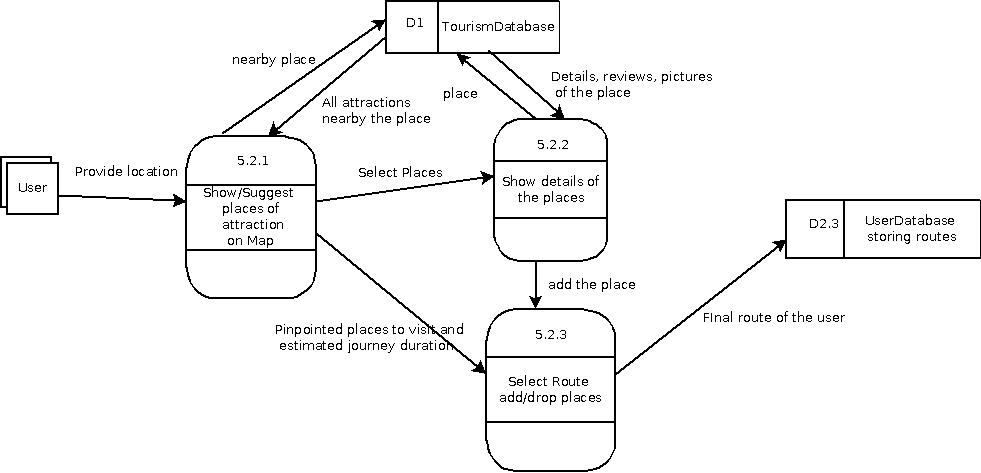 D1
TourismDatabase
nearby place
Details, reviews, pictures
of the place
place
All attractions
nearby the place
5.2.1
5.2.2
Provide location
Select Places
User
Show/Suggest
places of
attraction
on Map
Show details of
the places
D2.3
UserDatabase
storing routes
add the place
Pinpointed places to visit and
estimated journey duration
FInal route of the user
5.2.3
Select Route
add/drop places